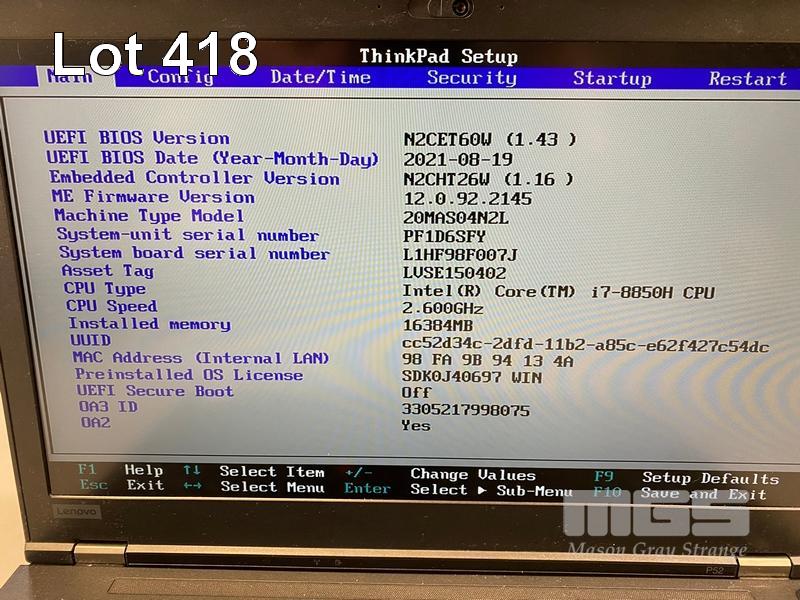 Lot 418
ThinkPad Setup
Main Config Date/Time Security Startup Restart
UEFI BIOS Version N2CET60W (1.43 )
UEFI BIOS Date (Year-Month-Day) 2021-08-19
Embedded Controller Version N2CHT26W (1.16 )
ME Firmware Version 12.0.92.2145
Machine Type Model 20MAS04N2L
System-unit serial number PF1D6SFY
System board serial number L1HF98F007J
Asset Tag LVSE150402
CPU Type Intel(R) Core(TM) i7-8850H CPU
CPU Speed 2.600GHz
Installed memory 16384MB
UUID cc52d34c-2dfd-11b2-a85c-e62f427c54dc
MAC Address (Internal LAN) 98 FA 9B 94 13 4A
Preinstalled OS License SDK0J40697 WIN
UEFI Secure Boot Off
OA3 ID 3305217998075
OA2 Yes
F1 Help ↑↓ Select Item +/- Change Values F9 Setup Defaults
Esc Exit ↔ Select Menu Enter Select ▶ Sub-Menu F10 Save and Exit
Lenovo
MGS
Mason Gray Strange
P52